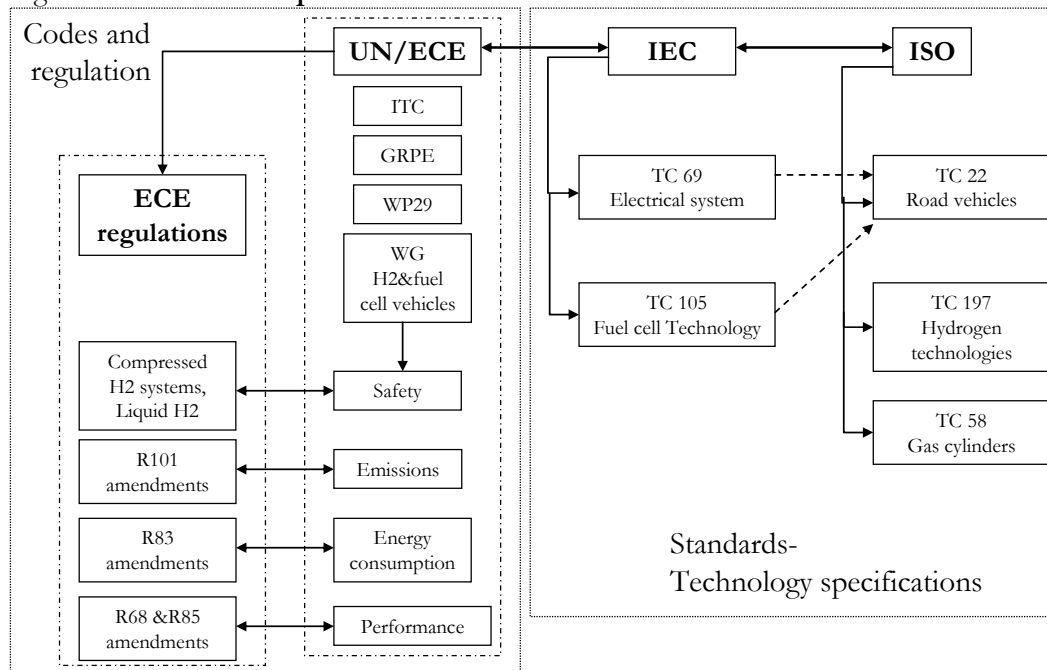 Codes and
regulation
UN/ECE
ITC
GRPE
WP29
WG
H2&fuel
cell vehicles
ECE
regulations
Compressed
H2 systems,
Liquid H2
Safety
R101
amendments
Emissions
R83
amendments
Energy
consumption
R68 &R85
amendments
Performance
IEC
ISO
TC 69
Electrical system
TC 22
Road vehicles
TC 105
Fuel cell Technology
TC 197
Hydrogen
technologies
TC 58
Gas cylinders
Standards-
Technology specifications